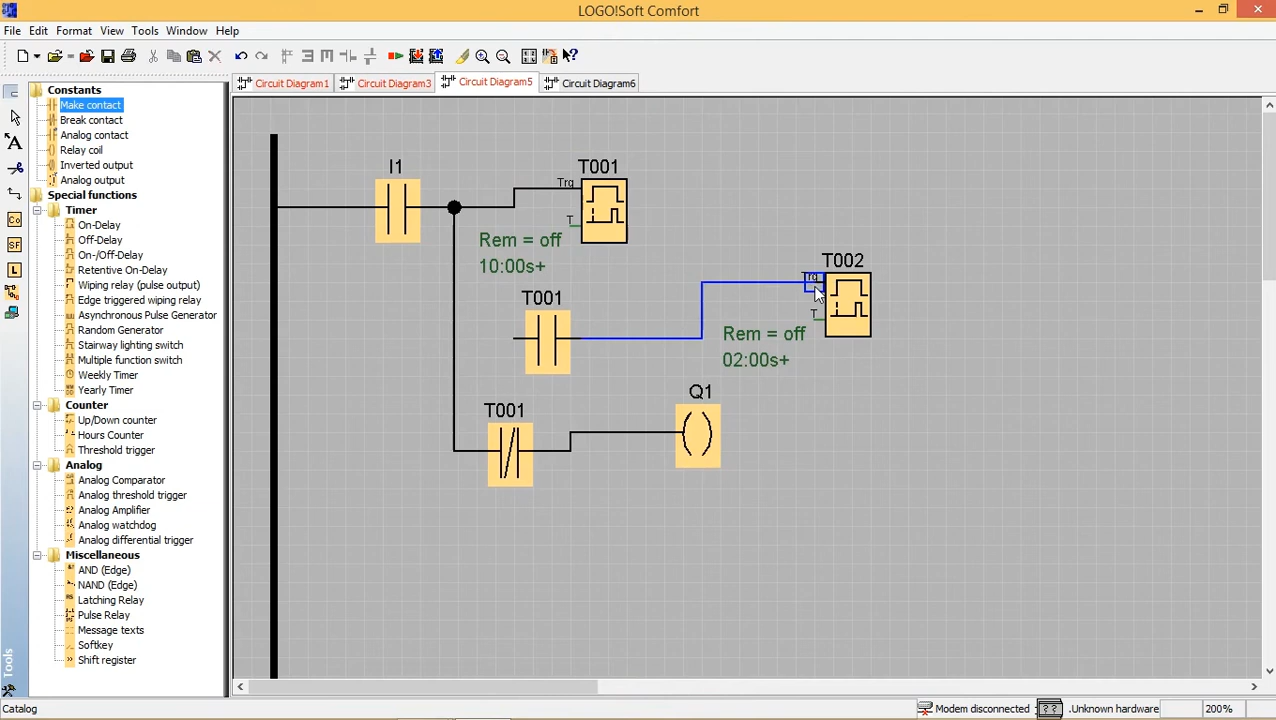 LOGO!Soft Comfort
File Edit Format View Tools Window Help
Circuit Diagram1 Circuit Diagram3 Circuit Diagram5 Circuit Diagram6
Constants
Make contact
Break contact
Analog contact
Relay coil
Inverted output
Analog output
Special functions
Timer
On-Delay
Off-Delay
On-/Off-Delay
Retentive On-Delay
Wiping relay (pulse output)
Edge triggered wiping relay
Asynchronous Pulse Generator
Random Generator
Stairway lighting switch
Multiple function switch
Weekly Timer
Yearly Timer
Counter
Up/Down counter
Hours Counter
Threshold trigger
Analog
Analog Comparator
Analog threshold trigger
Analog Amplifier
Analog watchdog
Analog differential trigger
Miscellaneous
AND (Edge)
NAND (Edge)
Latching Relay
Pulse Relay
Message texts
Softkey
Shift register
A
Co
SF
L
Tools
I1
T001
Trg
T
Rem = off
10:00s+
T002
Trg
T
Rem = off
02:00s+
T001
T001
Q1
Catalog
Modem disconnected ? ? .Unknown hardware 200%